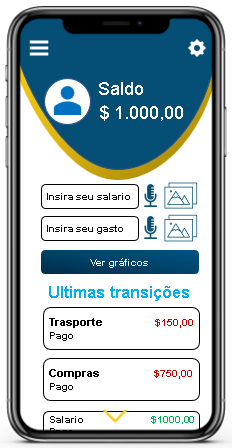 Saldo
$ 1.000,00
Insira seu salario
Insira seu gasto
Ver gráficos
Ultimas transições
Trasporte $150,00
Pago
Compras $750,00
Pago
Salario $1000,00